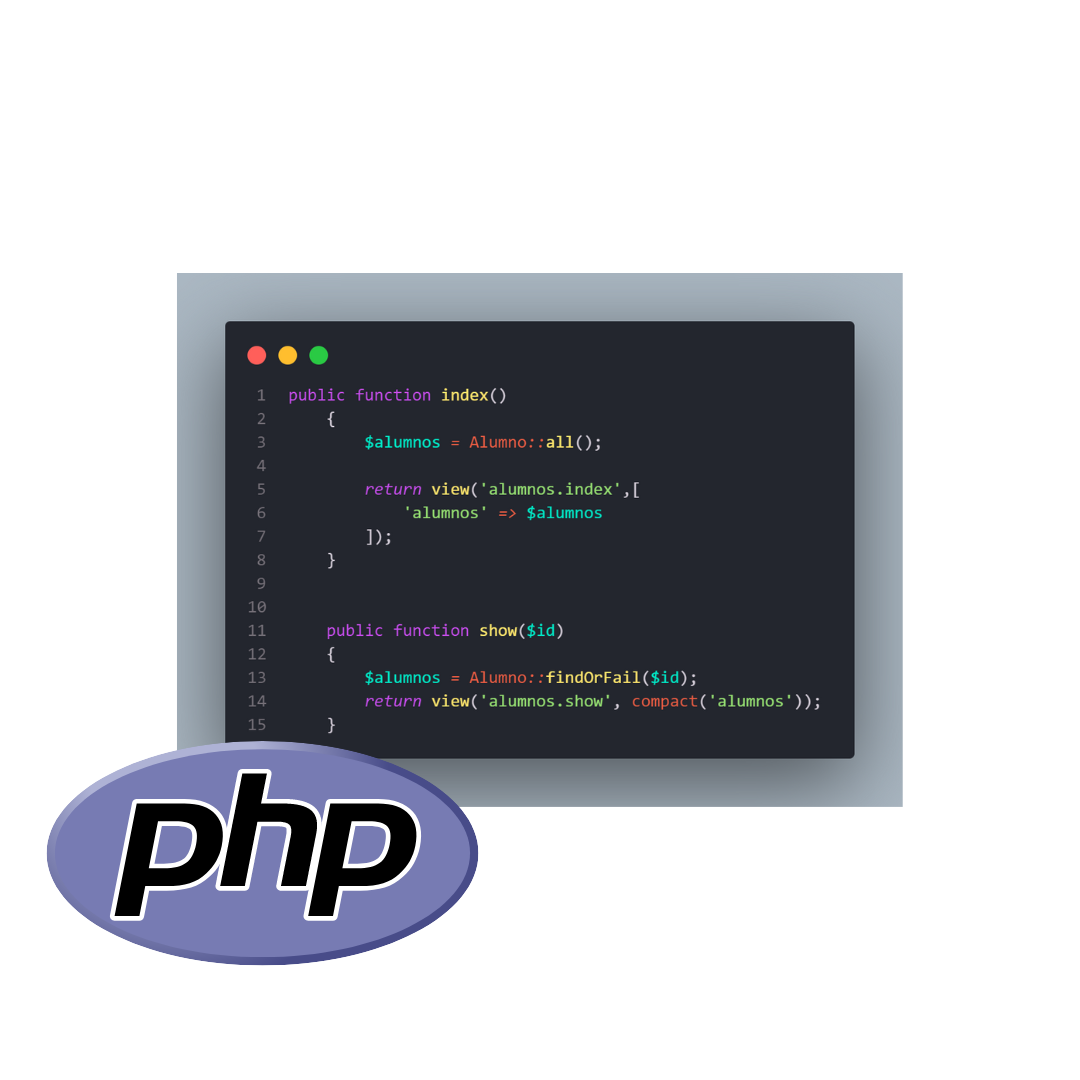 1 public function index()
2 {
3 $alumnos = Alumno::all();
4
5 return view('alumnos.index',[
6 'alumnos' => $alumnos
7 ]);
8 }
9
10
11 public function show($id)
12 {
13 $alumnos = Alumno::findOrFail($id);
14 return view('alumnos.show', compact('alumnos'));
15 }
php